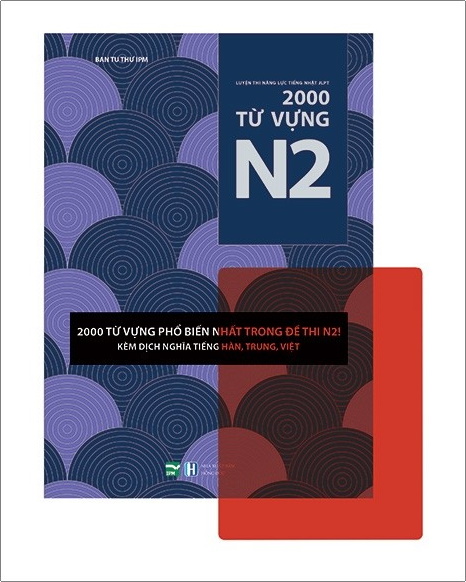 BAN TU THƯ IPM
LUYỆN THI NĂNG LỰC TIẾNG NHẬT JLPT
2000
TỪ VỰNG
N2
2000 TỪ VỰNG PHỔ BIẾN NHẤT TRONG ĐỀ THI N2!
KÈM DỊCH NGHĨA TIẾNG HÀN, TRUNG, VIỆT
IPM